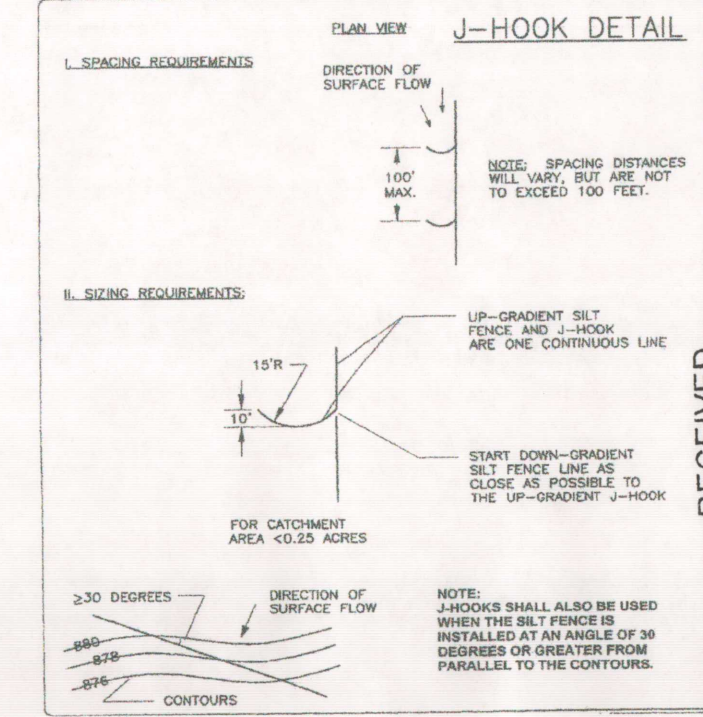 PLAN VIEW
J-HOOK DETAIL
I. SPACING REQUIREMENTS
DIRECTION OF
SURFACE FLOW
100'
MAX.
NOTE: SPACING DISTANCES
WILL VARY, BUT ARE NOT
TO EXCEED 100 FEET.
II. SIZING REQUIREMENTS:
UP-GRADIENT SILT
FENCE AND J-HOOK
ARE ONE CONTINUOUS LINE
15'R
10'
START DOWN-GRADIENT
SILT FENCE LINE AS
CLOSE AS POSSIBLE TO
THE UP-GRADIENT J-HOOK
FOR CATCHMENT
AREA <0.25 ACRES
≥30 DEGREES
DIRECTION OF
SURFACE FLOW
880
878
876
CONTOURS
NOTE:
J-HOOKS SHALL ALSO BE USED
WHEN THE SILT FENCE IS
INSTALLED AT AN ANGLE OF 30
DEGREES OR GREATER FROM
PARALLEL TO THE CONTOURS.
RECEIVED